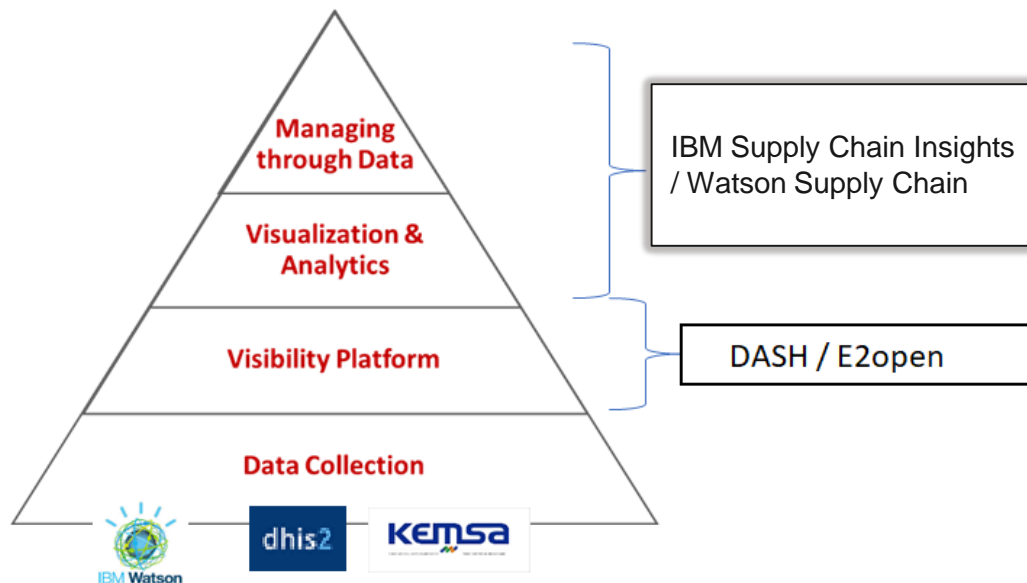 Managing
through Data
IBM Supply Chain Insights
/ Watson Supply Chain
Visualization &
Analytics
Visibility Platform
DASH / E2open
Data Collection
IBM Watson
dhis2
KEMSA